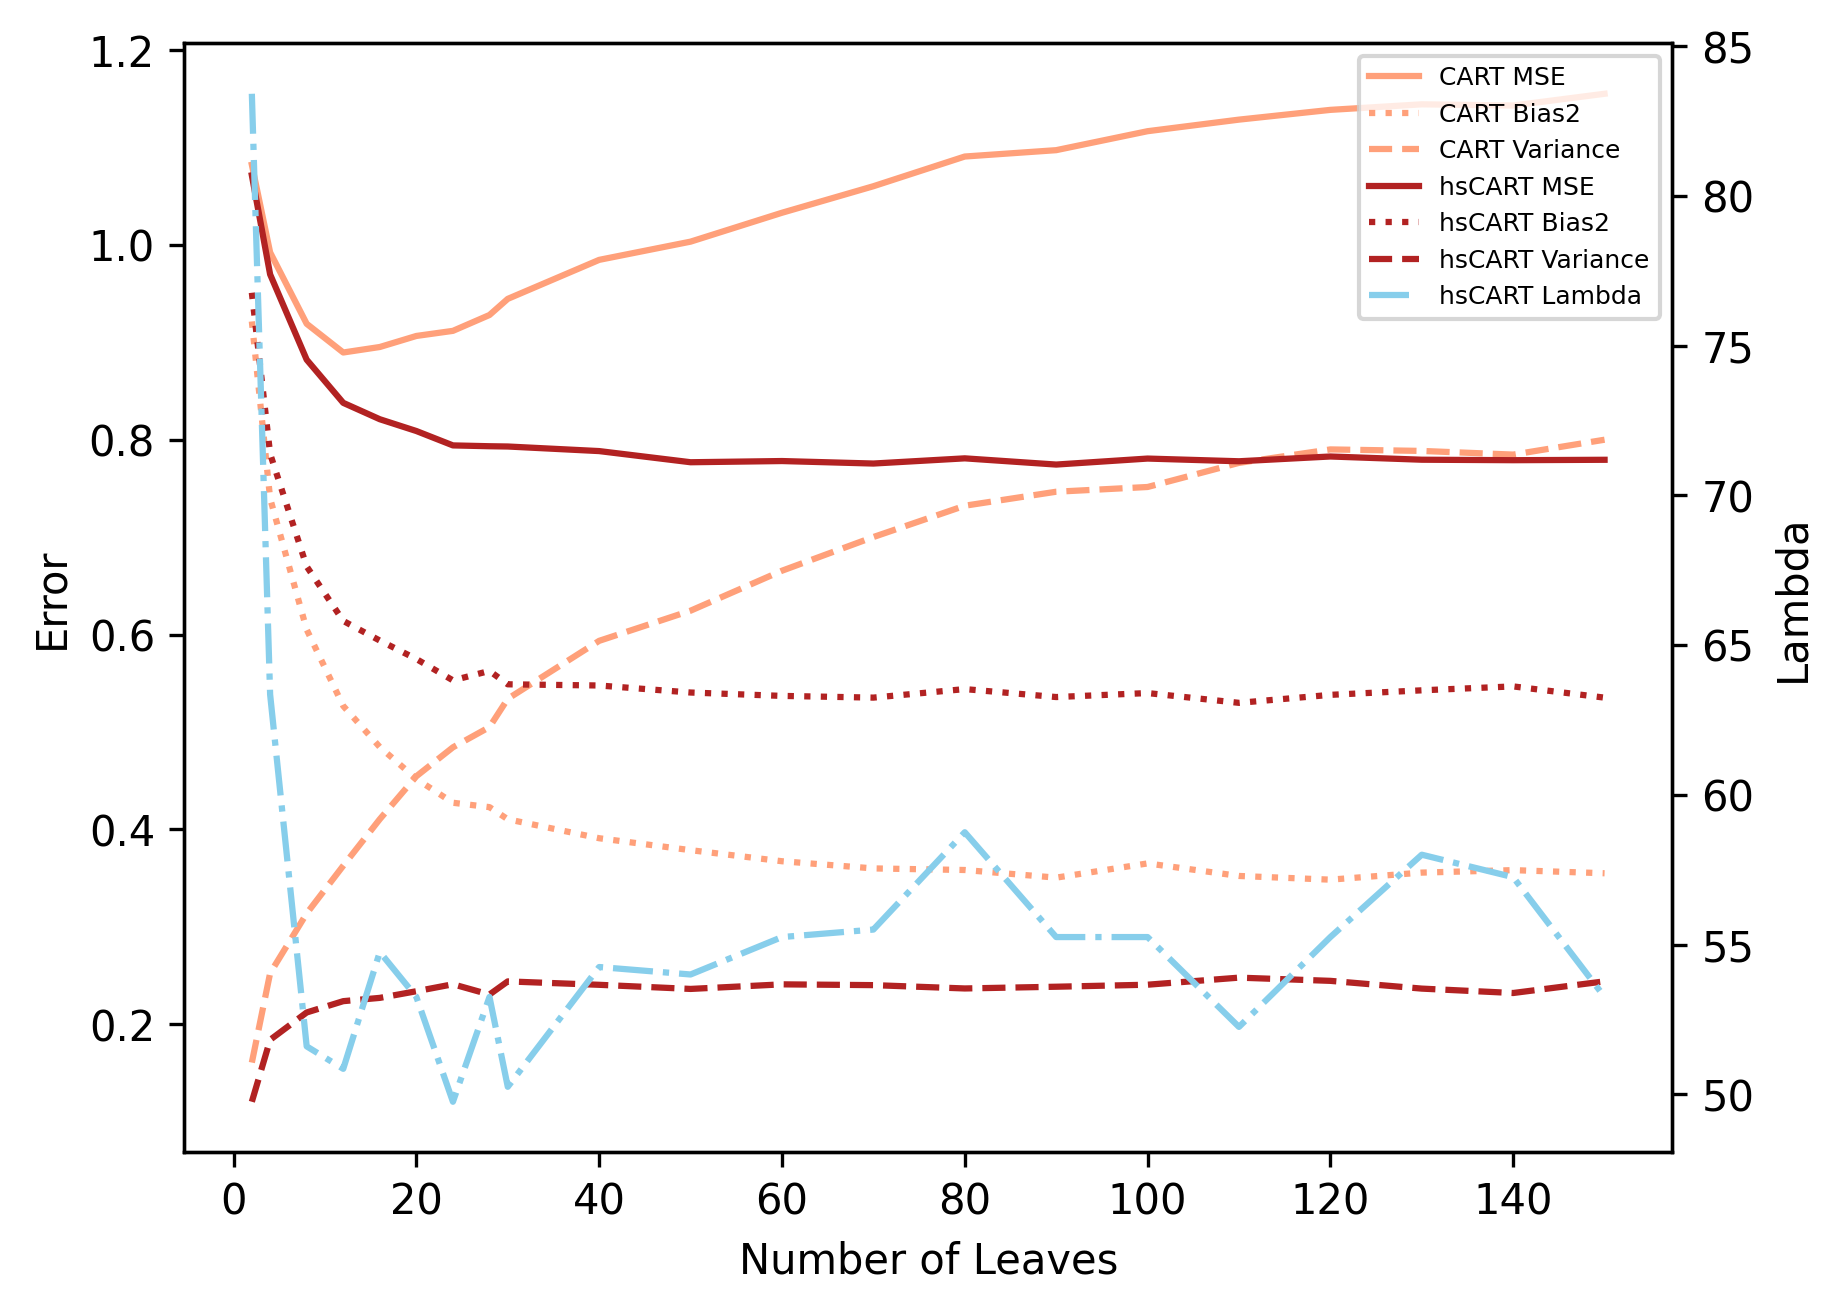 1.2
1.0
0.8
0.6
0.4
0.2
Error
85
80
75
70
65
60
55
50
Lambda
CART MSE
CART Bias2
CART Variance
hsCART MSE
hsCART Bias2
hsCART Variance
hsCART Lambda
0 20 40 60 80 100 120 140
Number of Leaves